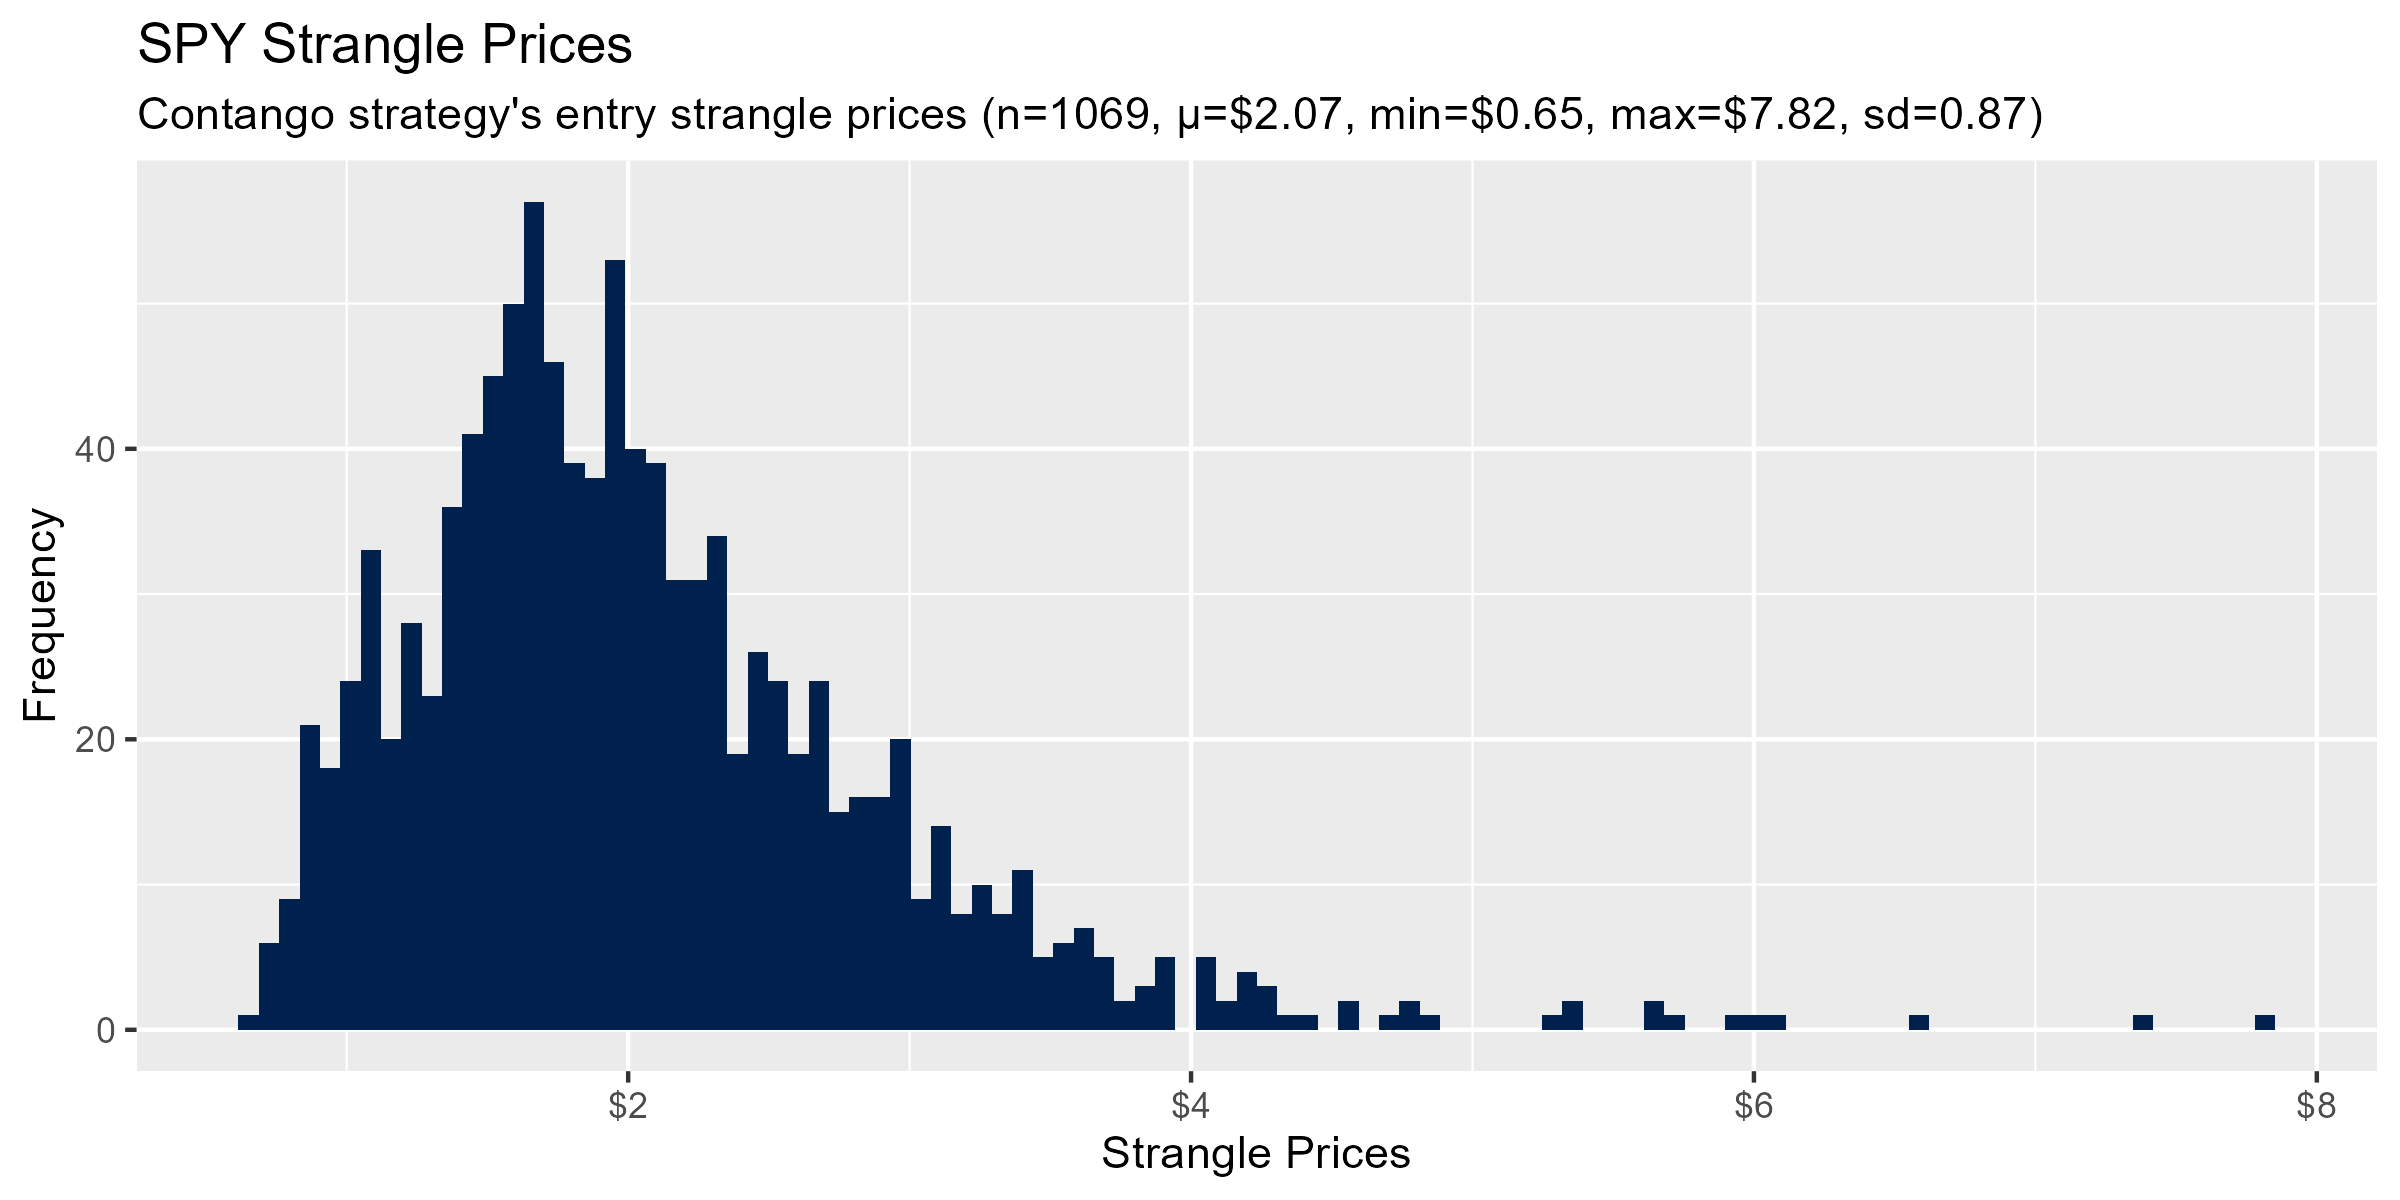 SPY Strangle Prices
Contango strategy's entry strangle prices (n=1069, µ=$2.07, min=$0.65, max=$7.82, sd=0.87)
Frequency
40
20
0
$2 $4 $6 $8
Strangle Prices